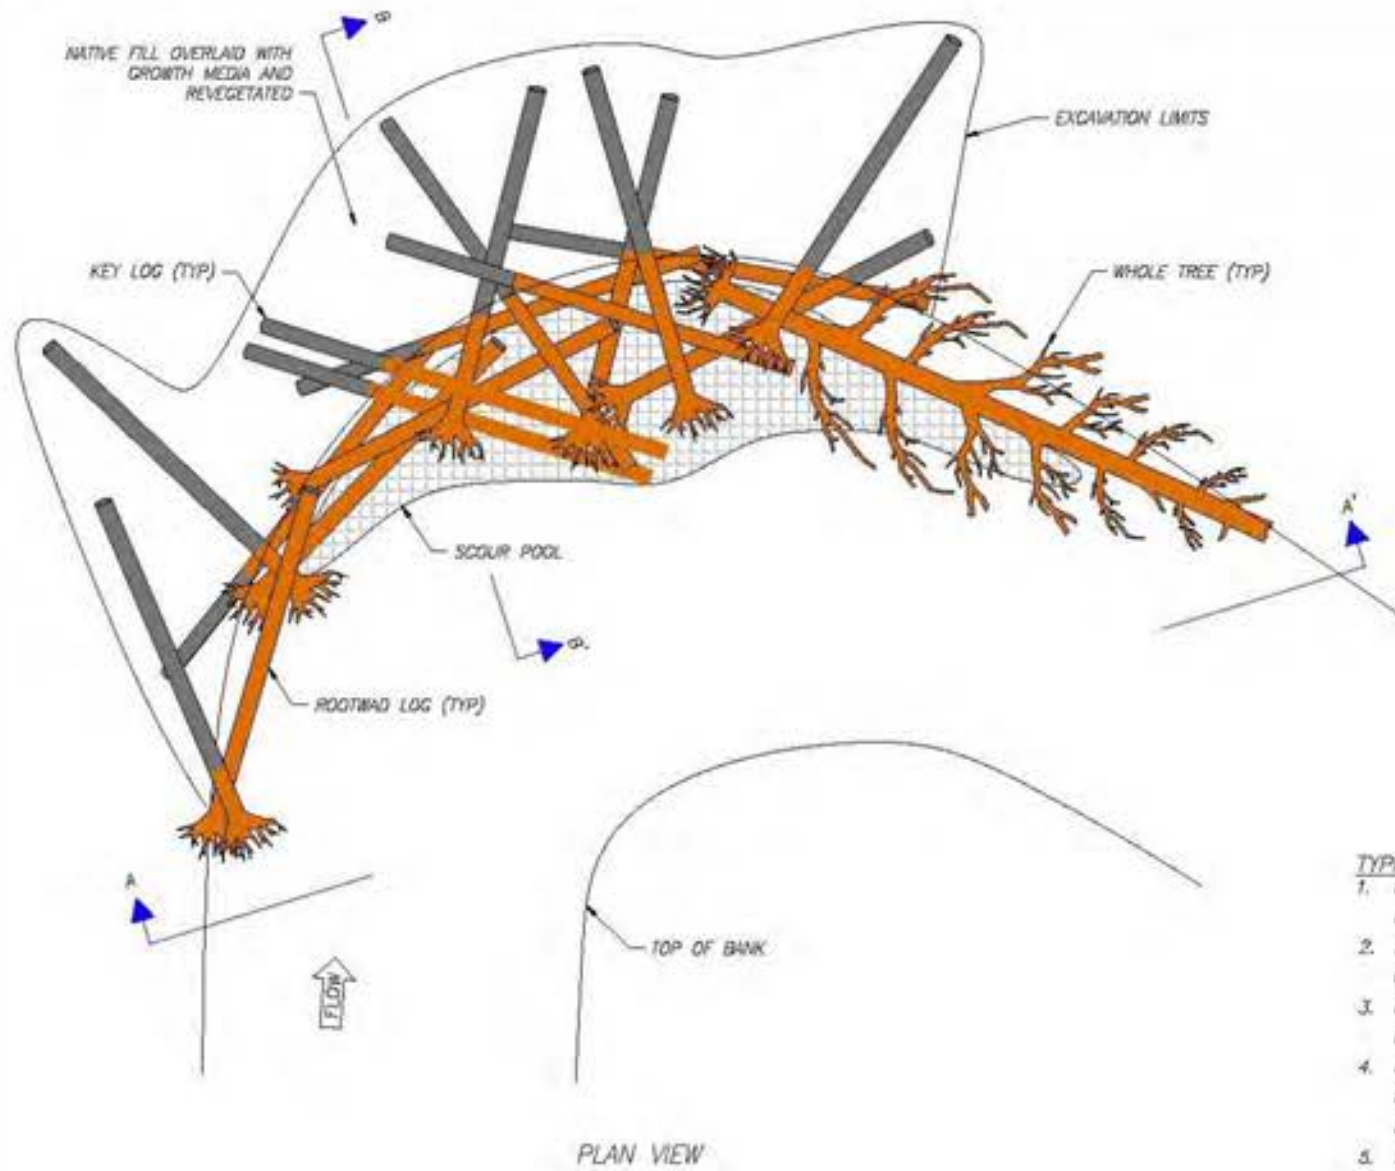 B
NATIVE FILL OVERLAID WITH
GROWTH MEDIA AND
REVEGETATED
EXCAVATION LIMITS
KEY LOG (TYP)
WHOLE TREE (TYP)
A'
SCOUR POOL
B'
ROOTWAD LOG (TYP)
A
TOP OF BANK
FLOW
TYP
1.
2.
3.
4.
5.
PLAN VIEW